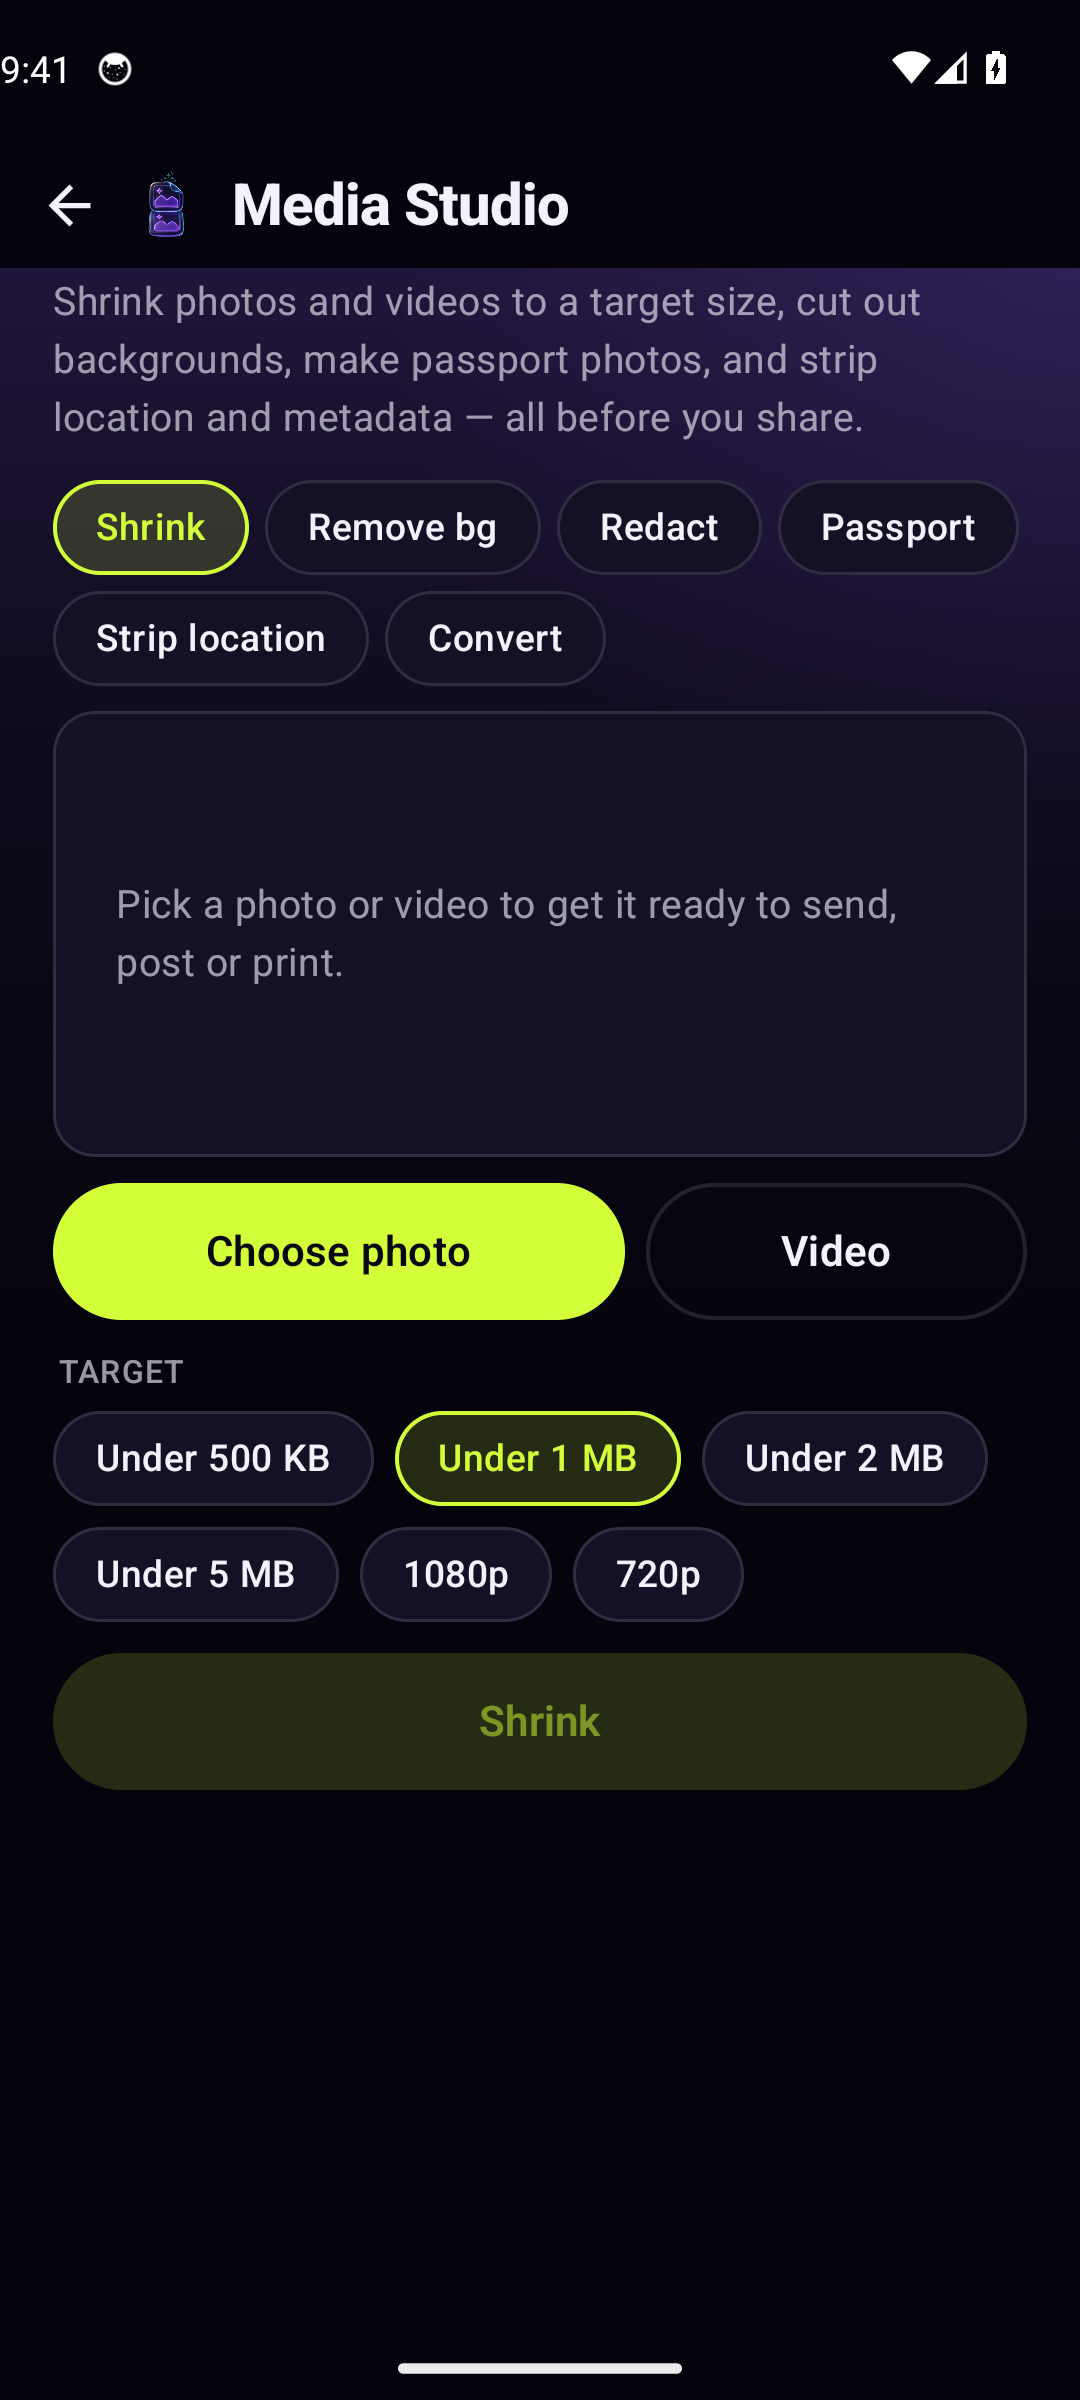 9:41
Media Studio
Shrink photos and videos to a target size, cut out
backgrounds, make passport photos, and strip
location and metadata — all before you share.
Shrink Remove bg Redact Passport
Strip location Convert
Pick a photo or video to get it ready to send,
post or print.
Choose photo Video
TARGET
Under 500 KB Under 1 MB Under 2 MB
Under 5 MB 1080p 720p
Shrink